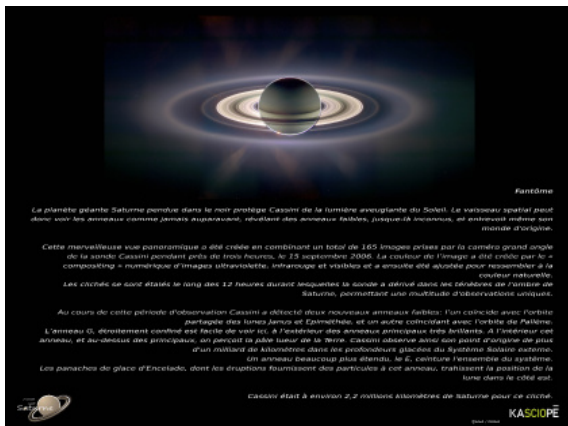 Fantôme
La planète géante Saturne pendue dans le noir protège Cassini de la lumière aveuglante du Soleil. Le vaisseau spatial peut
donc voir les anneaux comme jamais auparavant, révélant des anneaux faibles, jusque-là inconnus, et entrevoit même son
monde d'origine.
Cette merveilleuse vue panoramique a été créée en combinant un total de 165 images prises par la caméra grand angle
de la sonde Cassini pendant près de trois heures, le 15 septembre 2006. La couleur de l'image a été créée par le «
compositing » numérique d'images ultraviolette, infrarouge et visibles et a ensuite été ajustée pour ressembler à la
couleur naturelle.
Les clichés se sont étalés le long des 12 heures durant lesquelles la sonde a dérivé dans les ténèbres de l'ombre de
Saturne, permettant une multitude d'observations uniques.
Au cours de cette période d'observation Cassini a détecté deux nouveaux anneaux faibles: l'un coïncide avec l'orbite
partagée des lunes Janus et Epiméthée, et un autre coïncidant avec l'orbite de Pallène.
L'anneau G, étroitement confiné est facile de voir ici, à l'extérieur des anneaux principaux très brillants. A l'intérieur cet
anneau, et au-dessus des principaux, on perçoit la pâle lueur de la Terre. Cassini observe ainsi son point d'origine de plus
d'un milliard de kilomètres dans les profondeurs glacées du Système Solaire externe.
Un anneau beaucoup plus étendu, le E, ceinture l'ensemble du système.
Les panaches de glace d'Encelade, dont les éruptions fournissent des particules à cet anneau, trahissent la position de la
lune dans le côté est.
Cassini était à environ 2,2 millions kilomètres de Saturne pour ce cliché.
Saturne
KASCIOPÉ